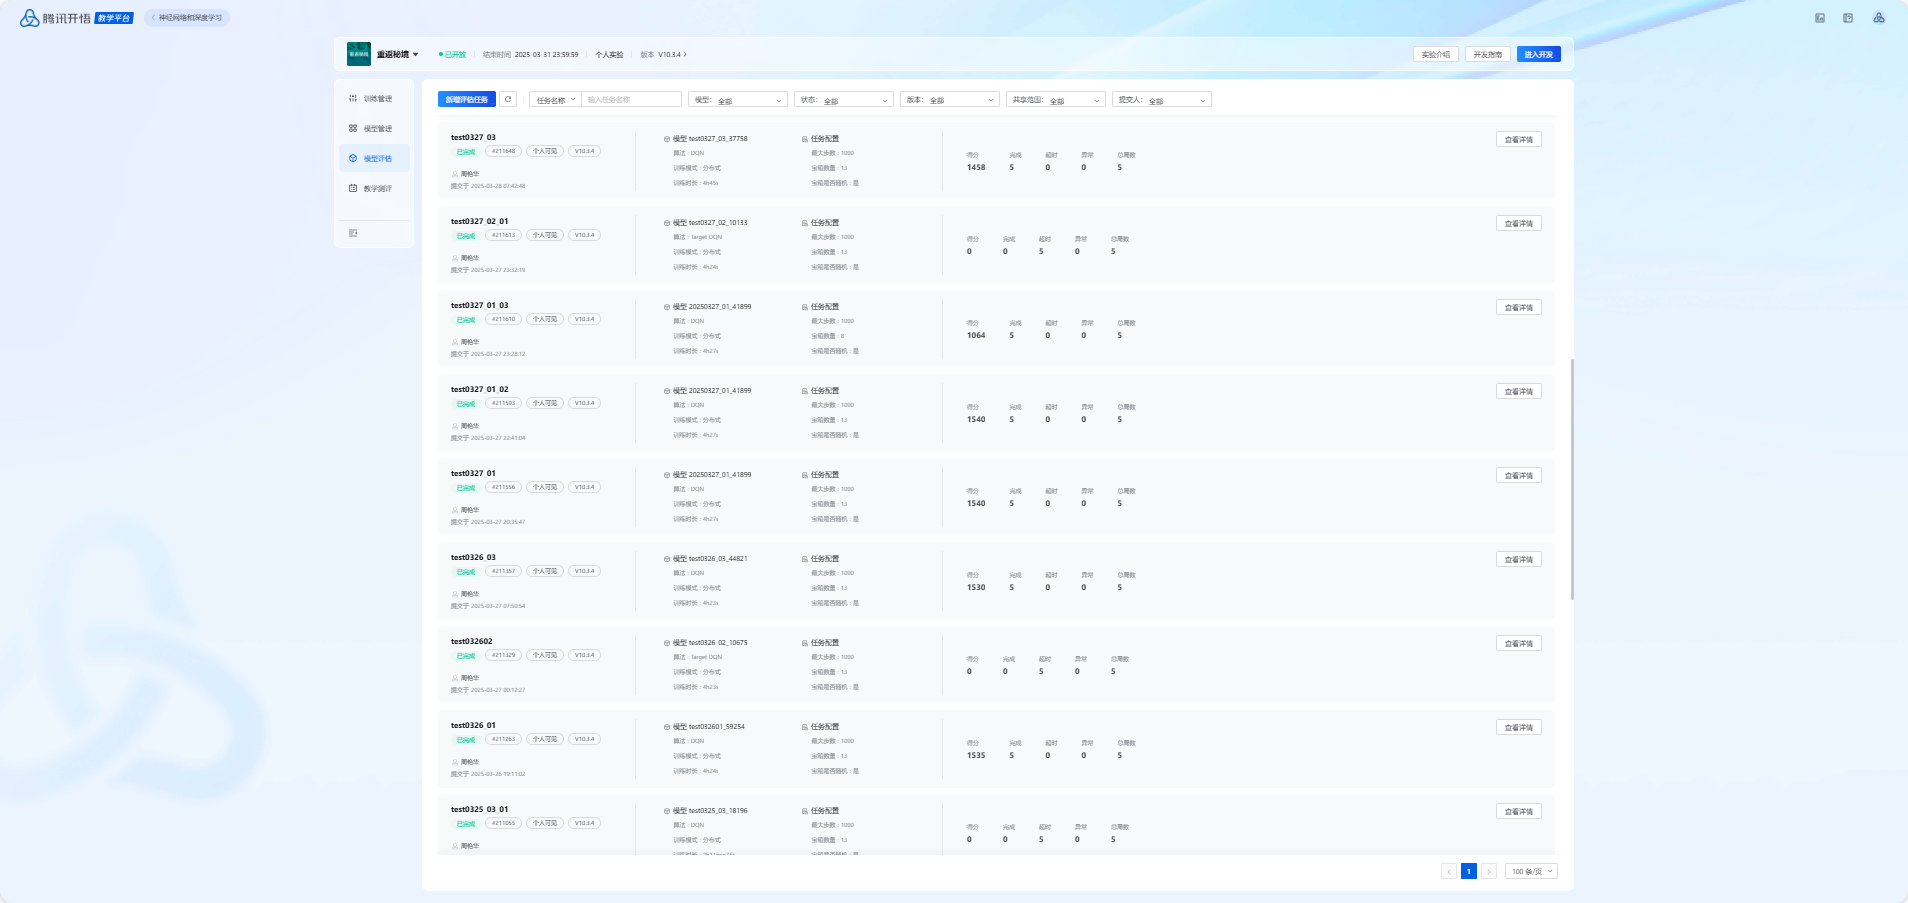 腾讯开悟 教学平台 < 神经网络和深度学习
重返秘境 已开放 结束时间 2025-03-31 23:59:59 个人实验 版本 V10.3.4 > 实验介绍 开发指南 进入开发
训练管理
模型管理
模型评估
教学测评
新增评估任务 任务名称 输入任务名称 模型: 全部 状态: 全部 版本: 全部 共享范围: 全部 提交人: 全部
test0327_03 模型 test0327_03_37758 任务配置 查看详情
已完成 #211648 个人可见 V10.3.4 算法：DQN 最大步数：1000 得分 完成 超时 异常 总局数
训练模式：分布式 宝箱数量：13 1458 5 0 0 5
周艳华
提交于 2025-03-28 07:42:48 训练时长：4h45s 宝箱是否随机：是
test0327_02_01 模型 test0327_02_10133 任务配置 查看详情
已完成 #211613 个人可见 V10.3.4 算法：Target DQN 最大步数：1000 得分 完成 超时 异常 总局数
训练模式：分布式 宝箱数量：13 0 0 5 0 5
周艳华
提交于 2025-03-27 23:32:19 训练时长：4h24s 宝箱是否随机：是
test0327_01_03 模型 20250327_01_41899 任务配置 查看详情
已完成 #211610 个人可见 V10.3.4 算法：DQN 最大步数：1000 得分 完成 超时 异常 总局数
训练模式：分布式 宝箱数量：8 1064 5 0 0 5
周艳华
提交于 2025-03-27 23:28:12 训练时长：4h27s 宝箱是否随机：是
test0327_01_02 模型 20250327_01_41899 任务配置 查看详情
已完成 #211593 个人可见 V10.3.4 算法：DQN 最大步数：1000 得分 完成 超时 异常 总局数
训练模式：分布式 宝箱数量：13 1540 5 0 0 5
周艳华
提交于 2025-03-27 22:41:04 训练时长：4h27s 宝箱是否随机：是
test0327_01 模型 20250327_01_41899 任务配置 查看详情
已完成 #211556 个人可见 V10.3.4 算法：DQN 最大步数：1000 得分 完成 超时 异常 总局数
训练模式：分布式 宝箱数量：13 1540 5 0 0 5
周艳华
提交于 2025-03-27 20:35:47 训练时长：4h27s 宝箱是否随机：是
test0326_03 模型 test0326_03_44821 任务配置 查看详情
已完成 #211357 个人可见 V10.3.4 算法：DQN 最大步数：1000 得分 完成 超时 异常 总局数
训练模式：分布式 宝箱数量：13 1530 5 0 0 5
周艳华
提交于 2025-03-27 07:50:54 训练时长：4h23s 宝箱是否随机：是
test032602 模型 test0326-02_10675 任务配置 查看详情
已完成 #211329 个人可见 V10.3.4 算法：Target DQN 最大步数：1000 得分 完成 超时 异常 总局数
训练模式：分布式 宝箱数量：13 0 0 5 0 5
周艳华
提交于 2025-03-27 00:12:27 训练时长：4h23s 宝箱是否随机：是
test0326_01 模型 test032601_59254 任务配置 查看详情
已完成 #211263 个人可见 V10.3.4 算法：DQN 最大步数：1000 得分 完成 超时 异常 总局数
训练模式：分布式 宝箱数量：13 1535 5 0 0 5
周艳华
提交于 2025-03-26 19:11:02 训练时长：4h24s 宝箱是否随机：是
test0325_03_01 模型 test0325_03_18196 任务配置 查看详情
已完成 #211055 个人可见 V10.3.4 算法：DQN 最大步数：1000 得分 完成 超时 异常 总局数
训练模式：分布式 宝箱数量：13 0 0 5 0 5
周艳华
< 1 > 100 条/页